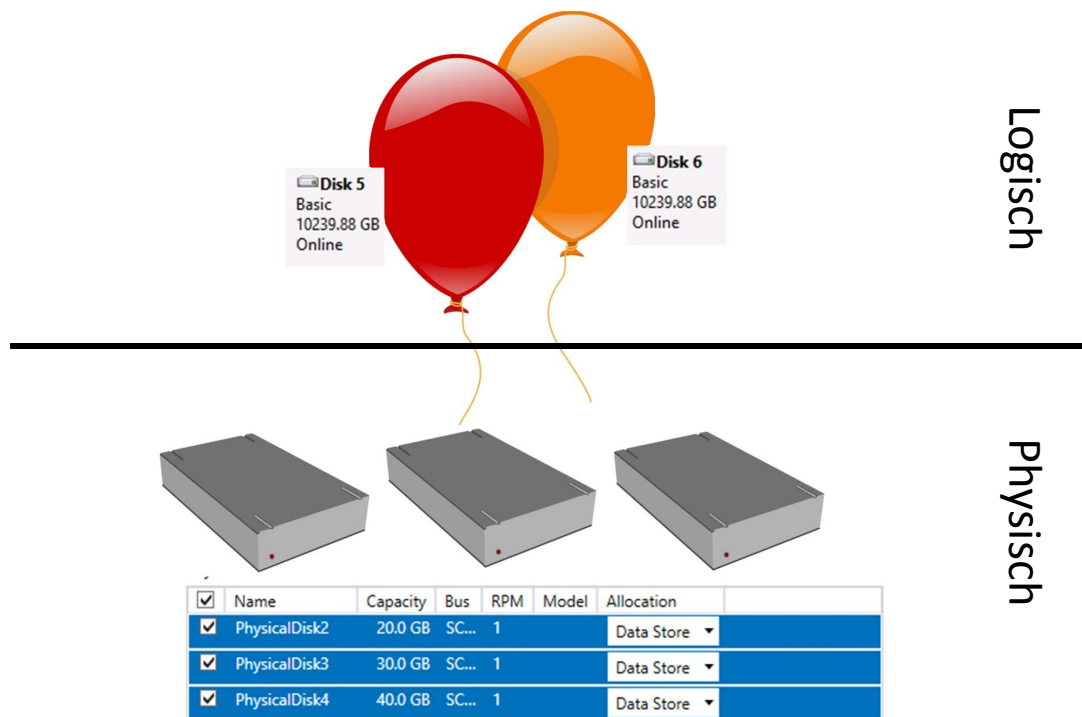 Logisch
Disk 5
Basic
10239.88 GB
Online
Disk 6
Basic
10239.88 GB
Online
Physisch
Name Capacity Bus RPM Model Allocation
PhysicalDisk2 20.0 GB SC... 1 Data Store
PhysicalDisk3 30.0 GB SC... 1 Data Store
PhysicalDisk4 40.0 GB SC... 1 Data Store